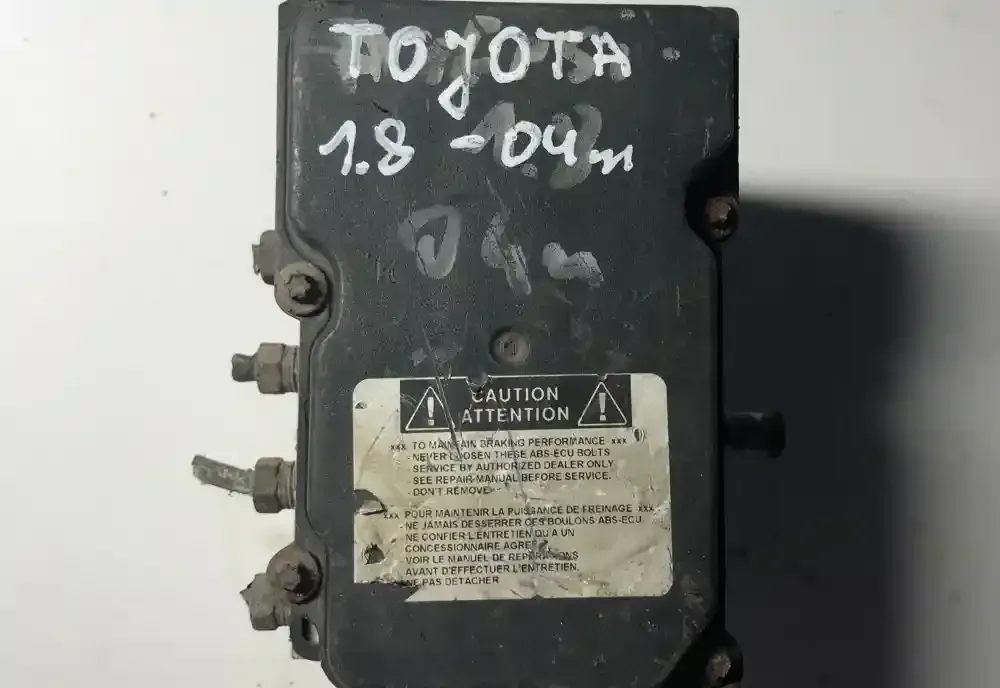 TOYOTA
1.8 -04m
04m
CAUTION
ATTENTION
xxx TO MAINTAIN BRAKING PERFORMANCE xxx
- NEVER LOOSEN THESE ABS-ECU BOLTS
- SERVICE BY AUTHORIZED DEALER ONLY
- SEE REPAIR MANUAL BEFORE SERVICE.
- DON'T REMOVE
xxx POUR MAINTENIR LA PUISSANCE DE FREINAGE xxx
-NE JAMAIS DESSERRER CES BOULONS ABS-ECU
NE CONFIER L'ENTRETIEN QU'A UN
CONCESSIONNAIRE AGREE
VOIR LE MANUEL DE REPARATIONS
AVANT D'EFFECTUER L'ENTRETIEN.
NE PAS DETACHER